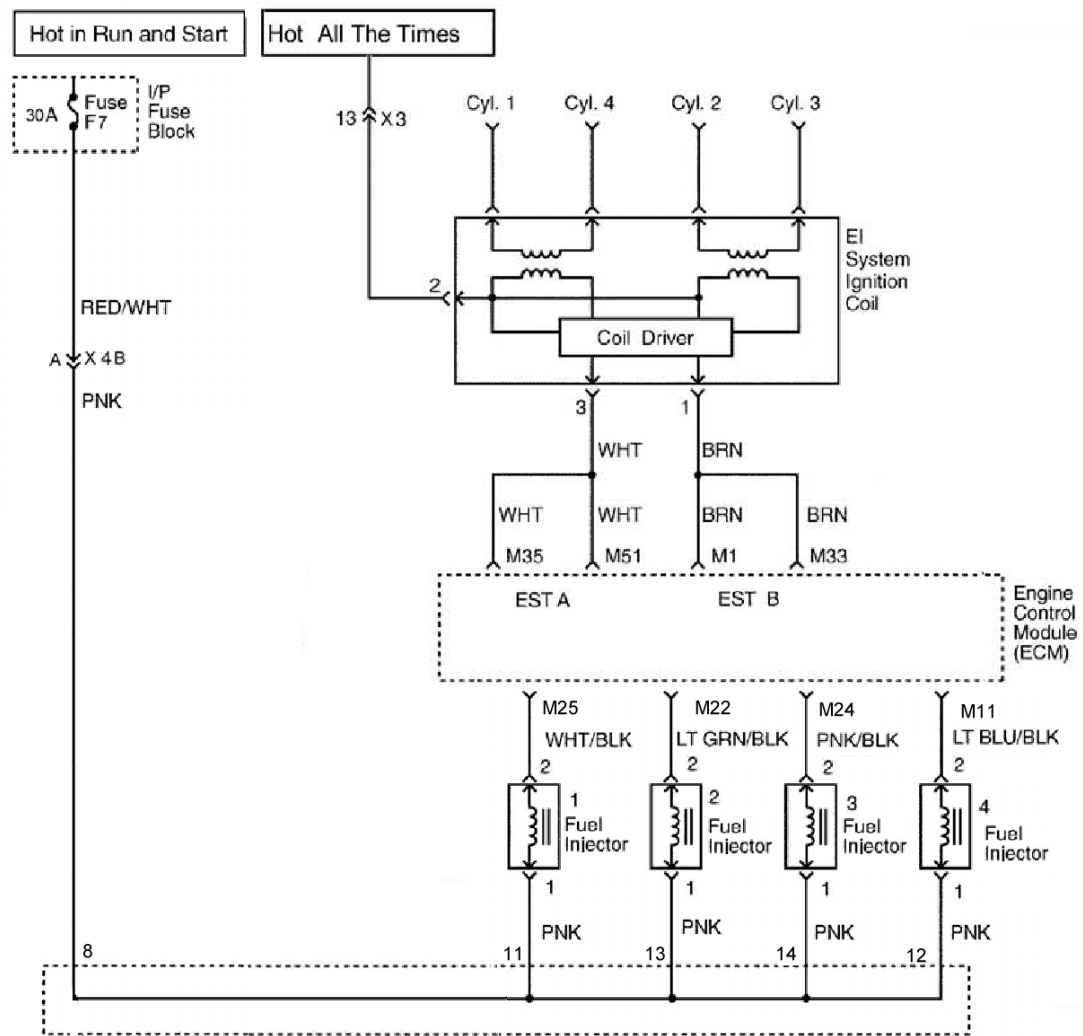 Hot in Run and Start
Hot All The Times
30A
Fuse
F7
I/P
Fuse
Block
13
X3
Cyl. 1
Cyl. 4
Cyl. 2
Cyl. 3
2
EI
System
Ignition
Coil
Coil Driver
RED/WHT
A
X 4B
PNK
3
1
WHT
BRN
WHT
WHT
BRN
BRN
M35
M51
M1
M33
EST A
EST B
Engine
Control
Module
(ECM)
M25
M22
M24
M11
WHT/BLK
LT GRN/BLK
PNK/BLK
LT BLU/BLK
2
2
2
2
1
Fuel
Injector
2
Fuel
Injector
3
Fuel
Injector
4
Fuel
Injector
1
1
1
1
PNK
PNK
PNK
PNK
8
11
13
14
12